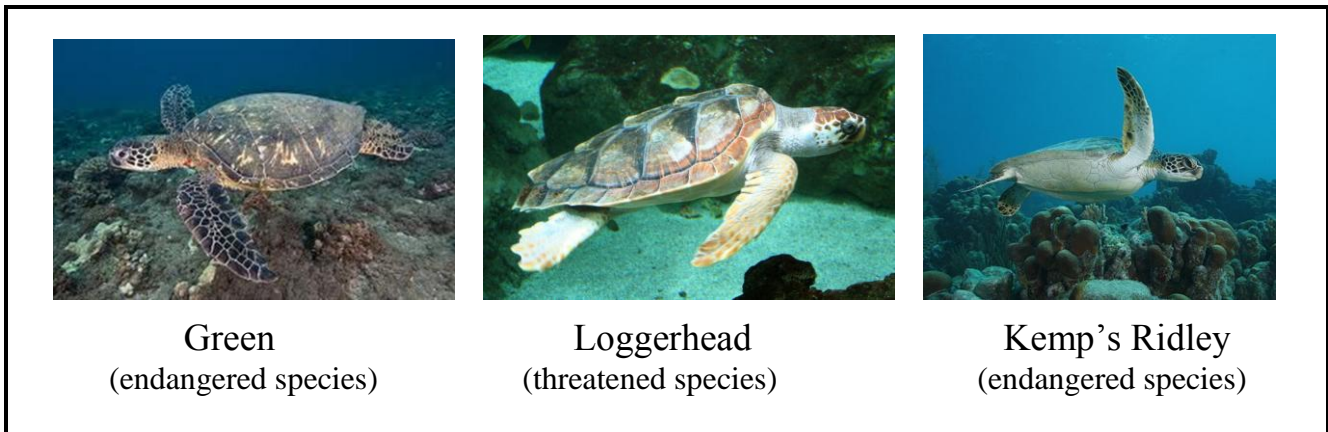 Green
(endangered species)
Loggerhead
(threatened species)
Kemp’s Ridley
(endangered species)